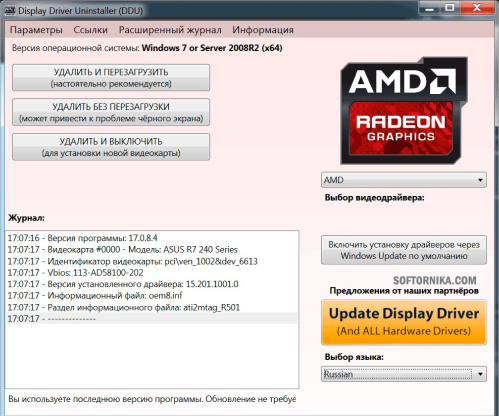 Display Driver Uninstaller (DDU)
Параметры Ссылки Расширенный журнал Информация
Версия операционной системы: Windows 7 or Server 2008R2 (x64)
УДАЛИТЬ И ПЕРЕЗАГРУЗИТЬ
(настоятельно рекомендуется)
УДАЛИТЬ БЕЗ ПЕРЕЗАГРУЗКИ
(может привести к проблеме чёрного экрана)
УДАЛИТЬ И ВЫКЛЮЧИТЬ
(для установки новой видеокарты)
AMD
RADEON
GRAPHICS
AMD
Выбор видеодрайвера:
Журнал:
17:07:16 - Версия программы: 17.0.8.4
17:07:17 - Видеокарта #0000 - Модель: ASUS R7 240 Series
17:07:17 - Идентификатор видеокарты: pci\ven_1002&dev_6613
17:07:17 - Vbios: 113-AD58100-202
17:07:17 - Версия установленного драйвера: 15.201.1001.0
17:07:17 - Информационный файл: oem8.inf
17:07:17 - Раздел информационного файла: ati2mtag_R501
17:07:17 - --------------
Включить установку драйверов через
Windows Update по умолчанию
SOFTORNIKA.COM
Предложения от наших партнёров
Update Display Driver
(And ALL Hardware Drivers)
Выбор языка:
Russian
Вы используете последнюю версию программы. Обновление не требуе